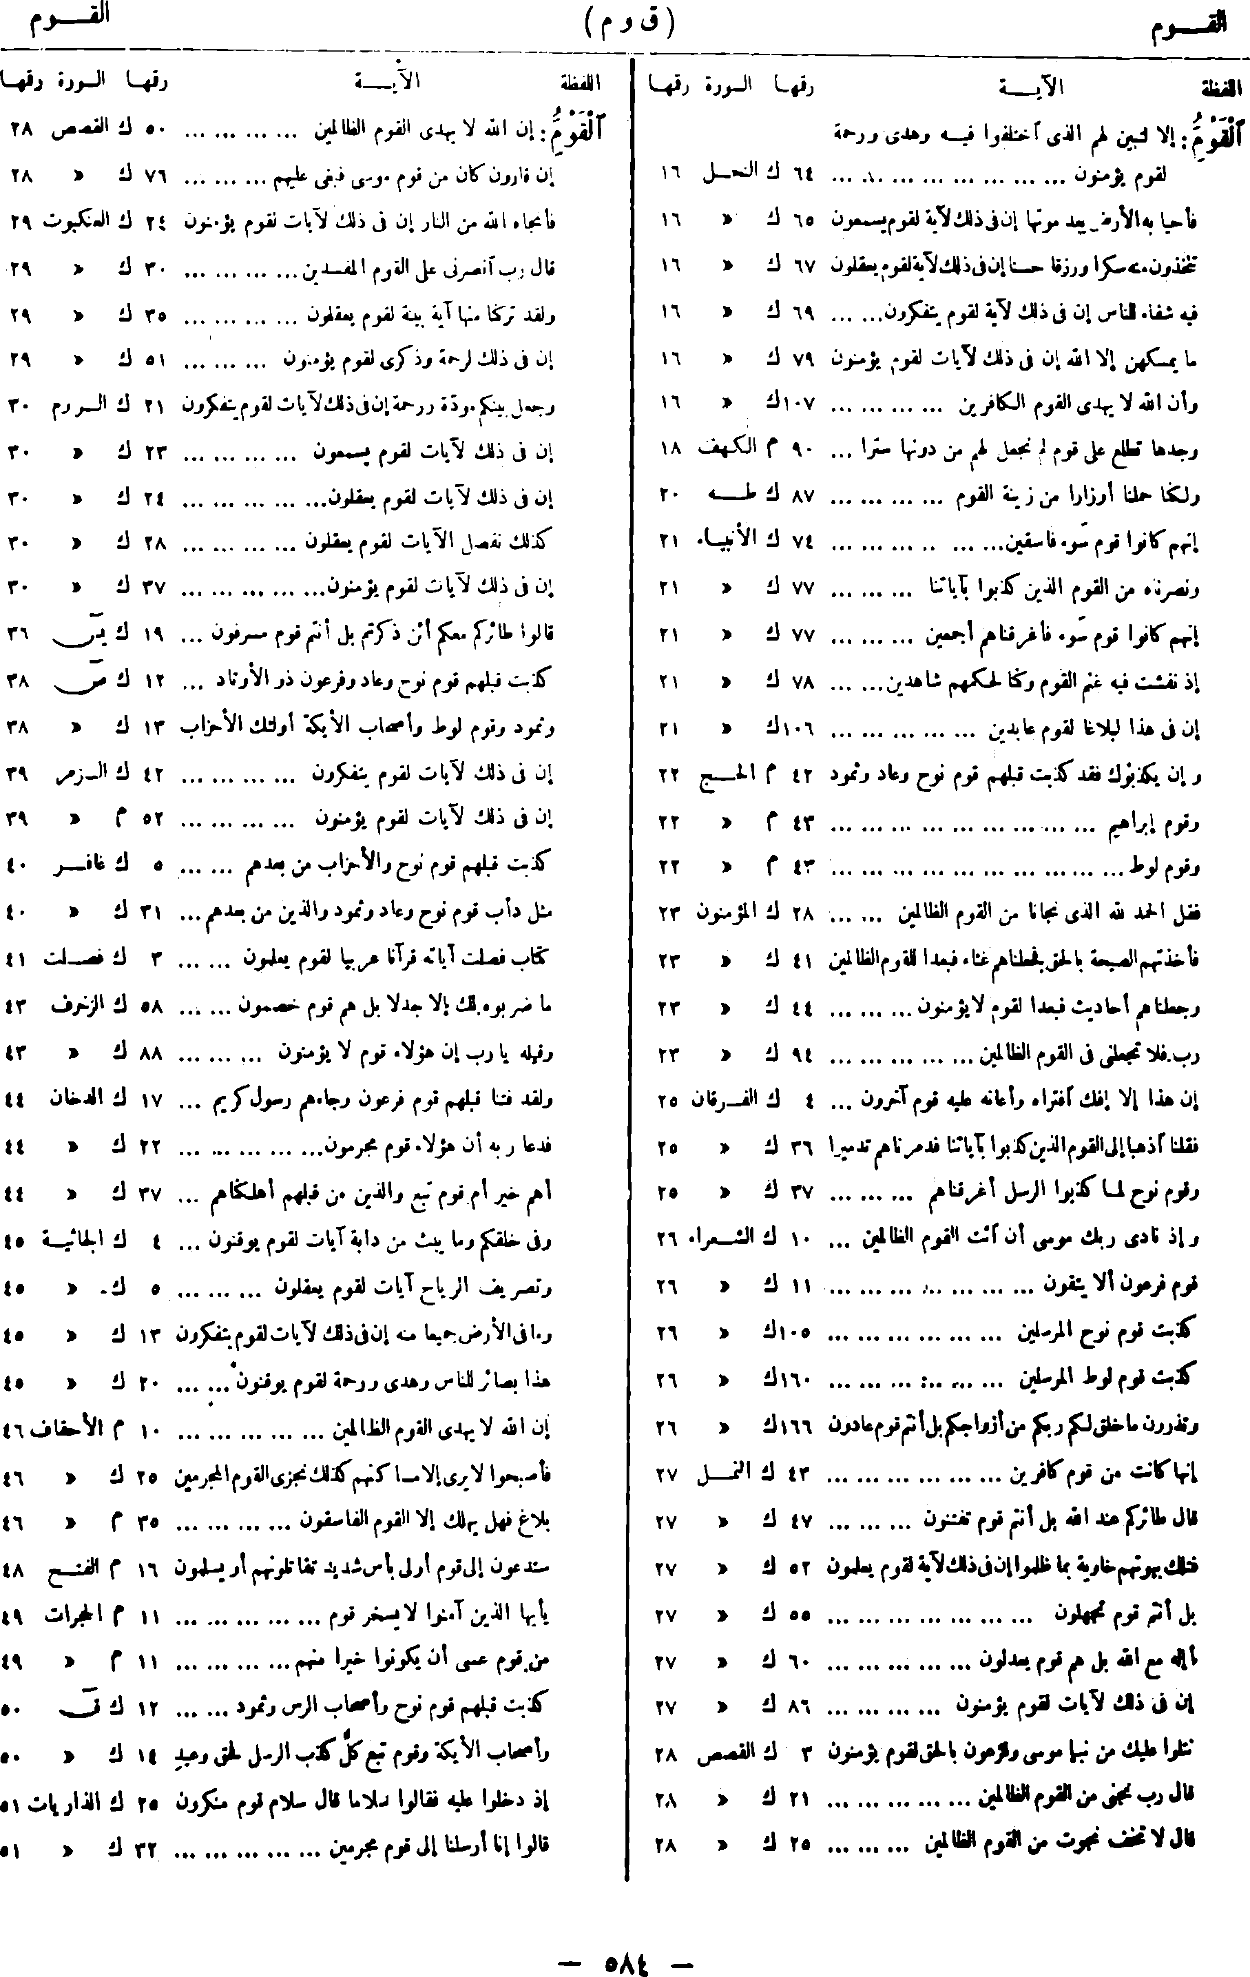 القـــوم
( ق و م )
القـــوم
اللفظة الآيـــة رقمها السورة رقمها
اَلْقَوْمِ : إلا لتبين لهم الذى اختلفوا فيـه وهدى ورحمة
لقوم يؤمنون ... ... ... ... ... ... ... ... ٦٤ ك النحـل ١٦
فأحيا به الأرض بعد موتها إن فى ذلك لآية لقوم يسمعون ٦٥ ك » ١٦
تتخذون منه سكرا ورزقا حسنا إن فى ذلك لآية لقوم يعقلون ٦٧ ك » ١٦
فيه شفاء للناس إن فى ذلك لآية لقوم يتفكرون... ... ٦٩ ك » ١٦
ما يمسكهن إلا الله إن فى ذلك لآيات لقوم يؤمنون ٧٩ ك » ١٦
وأن الله لا يهدى القوم الكافرين ... ... ... ... ١٠٧ك » ١٦
وجدها تطلع على قوم لم نجعل لهم من دونها سترا ... ٩٠ م الكهف ١٨
ولكنا حملنا أوزارا من زينة القوم ... ... ... ... ٨٧ ك طـــه ٢٠
إنهم كانوا قوم سَوء فاسقين... ... ... ... ... ... ٧٤ ك الأنبياء ٢١
ونصرناه من القوم الذين كذبوا بآياتنا ... ... ... ٧٧ ك » ٢١
إنهم كانوا قوم سَوء فأغرقناهم أجمعين ... ... ... ٧٧ ك » ٢١
إذ نفشت فيه غنم القوم وكنا لحكمهم شاهدين... ... ٧٨ ك » ٢١
إن فى هذا لبلاغا لقوم عابدين ... ... ... ... ... ١٠٦ك » ٢١
وإن يكذبوك فقد كذبت قبلهم قوم نوح وعاد وثمود ٤٢ م الحـــج ٢٢
وقوم إبراهيم ... ... ... ... ... ... ... ... ... ٤٣ م » ٢٢
وقوم لوط ... ... ... ... ... ... ... ... ... ... ٤٣ م » ٢٢
فقل الحمد لله الذى نجانا من القوم الظالمين ... ... ٢٨ ك المؤمنون ٢٣
فأخذتهم الصيحة بالحق فجعلناهم غثاء فبعدا للقوم الظالمين ٤١ ك » ٢٣
وجعلناهم أحاديث فبعدا لقوم لا يؤمنون ... ... ... ٤٤ ك » ٢٣
رب فلا تجعلنى فى القوم الظالمين ... ... ... ... ... ٩٤ ك » ٢٣
إن هذا إلا إفك افتراه وأعانه عليه قوم آخرون ... ٤ ك الفـرقان ٢٥
فقلنا اذهبا إلى القوم الذين كذبوا بآياتنا فدمرناهم تدميرا ٣٦ ك » ٢٥
وقوم نوح لمـا كذبوا الرسل أغرقناهم ... ... ... ٣٧ ك » ٢٥
وإذ نادى ربك موسى أن ائت القوم الظالمين ... ١٠ ك الشـعراء ٢٦
قوم فرعون ألا يتقون ... ... ... ... ... ... ... ١١ ك » ٢٦
كذبت قوم نوح المرسلين ... ... ... ... ... ... ١٠٥ك » ٢٦
كذبت قوم لوط المرسلين ... ... ... ... ... ... ١٦٠ك » ٢٦
وتذرون ما خلق لكم ربكم من أزواجكم بل أنتم قوم عادون ١٦٦ك » ٢٦
إنها كانت من قوم كافرين ... ... ... ... ... ... ٤٣ ك النمـــل ٢٧
قال طائركم عند الله بل أنتم قوم تفتنون ... ... ... ٤٧ ك » ٢٧
فتلك بيوتهم خاوية بما ظلموا إن فى ذلك لآية لقوم يعلمون ٥٢ ك » ٢٧
بل أنتم قوم تجهلون ... ... ... ... ... ... ... ٥٥ ك » ٢٧
أإله مع الله بل هم قوم يعدلون ... ... ... ... ... ٦٠ ك » ٢٧
إن فى ذلك لآيات لقوم يؤمنون ... ... ... ... ٨٦ ك » ٢٧
نتلوا عليك من نبإ موسى وفرعون بالحق لقوم يؤمنون ٣ ك القصص ٢٨
قال رب نجنى من القوم الظالمين ... ... ... ... ... ٢١ ك » ٢٨
قال لا تخف نجوت من القوم الظالمين ... ... ... ٢٥ ك » ٢٨
اللفظة الآيـــة رقمها السورة رقمها
اَلْقَوْمِ : إن الله لا يهدى القوم الظالمين ... ... ... ... ٥٠ ك القصص ٢٨
إن قارون كان من قوم موسى فبغى عليهم ... ... ... ٧٦ ك » ٢٨
فأنجاه الله من النار إن فى ذلك لآيات لقوم يؤمنون ٢٤ ك العنكبوت ٢٩
قال رب انصرنى على القوم المفسدين ... ... ... ... ٣٠ ك » ٢٩
ولقد تركنا منها آية بينة لقوم يعقلون ... ... ... ... ٣٥ ك » ٢٩
إن فى ذلك لرحمة وذكرى لقوم يؤمنون ... ... ... ٥١ ك » ٢٩
وجعل بينكم مودّة ورحمة إن فى ذلك لآيات لقوم يتفكرون ٢١ ك الـروم ٣٠
إن فى ذلك لآيات لقوم يسمعون ... ... ... ... ٢٣ ك » ٣٠
إن فى ذلك لآيات لقوم يعقلون... ... ... ... ... ٢٤ ك » ٣٠
كذلك نفصل الآيات لقوم يعقلون ... ... ... ... ٢٨ ك » ٣٠
إن فى ذلك لآيات لقوم يؤمنون... ... ... ... ... ٣٧ ك » ٣٠
قالوا طائركم معكم أئن ذكرتم بل أنتم قوم مسرفون ... ١٩ ك يسٓ ٣٦
كذبت قبلهم قوم نوح وعاد وفرعون ذو الأوتاد ... ١٢ ك صٓ ٣٨
وثمود وقوم لوط وأصحاب الأيكة أولئك الأحزاب ١٣ ك » ٣٨
إن فى ذلك لآيات لقوم يتفكرون ... ... ... ... ٤٢ ك الـزمر ٣٩
إن فى ذلك لآيات لقوم يؤمنون ... ... ... ... ٥٢ م » ٣٩
كذبت قبلهم قوم نوح والأحزاب من بعدهم ... ... ٥ ك غافـــر ٤٠
مثل دأب قوم نوح وعاد وثمود والذين من بعدهم ... ٣١ ك » ٤٠
كتاب فصلت آياته قرآنا عربيا لقوم يعلمون ... ... ٣ ك فصـلت ٤١
ما ضربوه لك إلا جدلا بل هم قوم خصمون ... ... ٥٨ ك الزخرف ٤٣
وقيله يا رب إن هؤلاء قوم لا يؤمنون ... ... ... ٨٨ ك » ٤٣
ولقد فتنا قبلهم قوم فرعون وجاءهم رسول كريم ... ١٧ ك الدخان ٤٤
فدعا ربه أن هؤلاء قوم مجرمون... ... ... ... ... ٢٢ ك » ٤٤
أهم خير أم قوم تبع والذين من قبلهم أهلكناهم ... ٣٧ ك » ٤٤
وفى خلقكم وما يبث من دابة آيات لقوم يوقنون ... ٤ ك الجاثيـة ٤٥
وتصريف الرياح آيات لقوم يعقلون ... ... ... ٥ ك » ٤٥
وما فى الأرض جميعا منه إن فى ذلك لآيات لقوم يتفكرون ١٣ ك » ٤٥
هذا بصائر للناس وهدى ورحمة لقوم يوقنون ... ... ٢٠ ك » ٤٥
إن الله لا يهدى القوم الظالمين ... ... ... ... ... ١٠ م الأحقاف ٤٦
فأصبحوا لا يرى إلا مساكنهم كذلك نجزى القوم المجرمين ٢٥ ك » ٤٦
بلاغ فهل يهلك إلا القوم الفاسقون ... ... ... ... ٣٥ م » ٤٦
ستدعون إلى قوم أولى بأس شديد تقاتلونهم أو يسلمون ١٦ م الفتـــح ٤٨
يأيها الذين آمنوا لا يسخر قوم ... ... ... ... ... ١١ م الحجرات ٤٩
من قوم عسى أن يكونوا خيرا منهم ... ... ... ... ١١ م » ٤٩
كذبت قبلهم قوم نوح وأصحاب الرس وثمود ... ... ١٢ ك قٓ ٥٠
وأصحاب الأيكة وقوم تبع كلٌّ كذب الرسل فحق وعيد ١٤ ك » ٥٠
إذ دخلوا عليه فقالوا سلاما قال سلام قوم منكرون ٢٥ ك الذاريات ٥١
قالوا إنا أرسلنا إلى قوم مجرمين ... ... ... ... ... ٣٢ ك » ٥١
— ٥٨٤ —